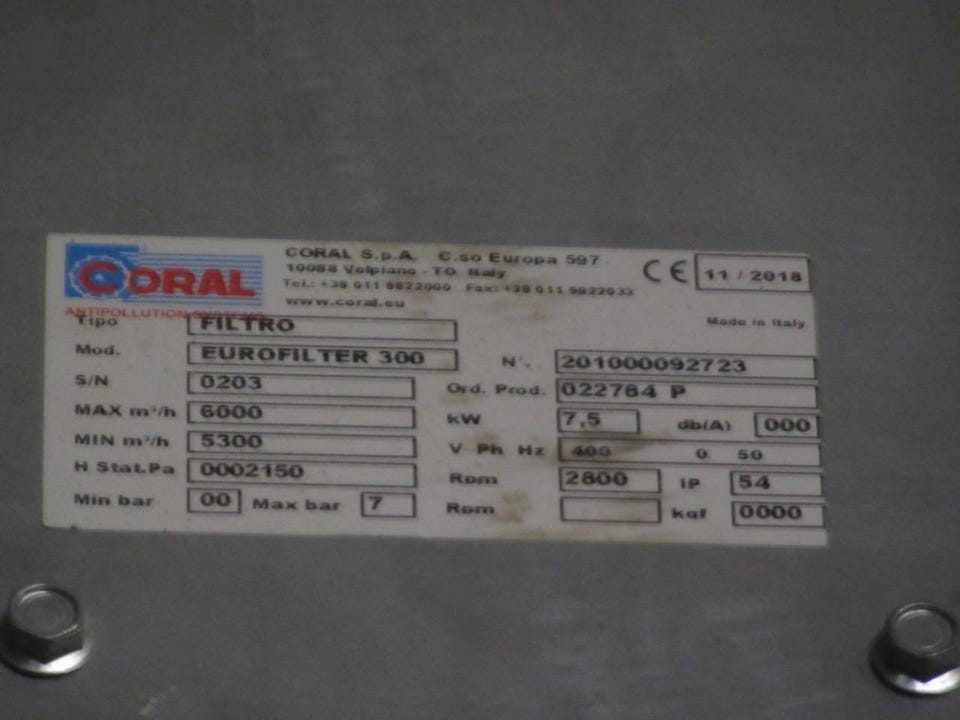 CORAL
ANTIPOLLUTION SYSTEMS
CORAL S.p.A. C.so Europa 597
10088 Volpiano - TO Italy
Tel.: +39 011 9822000 Fax: +39 011 9822033
www.coral.eu
CE 11 / 2018
Made in Italy
Tipo FILTRO
Mod. EUROFILTER 300 N°. 201000092723
S/N 0203 Ord. Prod. 022784 P
MAX m³/h 6000 kW 7,5 db(A) 000
MIN m³/h 5300 V Ph Hz 400 0 50
H Stat.Pa 0002150 Rpm 2800 IP 54
Min bar 00 Max bar 7 Rpm kgf 0000